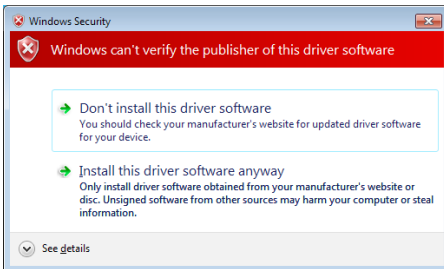 Windows Security
Windows can't verify the publisher of this driver software
Don't install this driver software
You should check your manufacturer's website for updated driver software
for your device.
Install this driver software anyway
Only install driver software obtained from your manufacturer's website or
disc. Unsigned software from other sources may harm your computer or steal
information.
See details